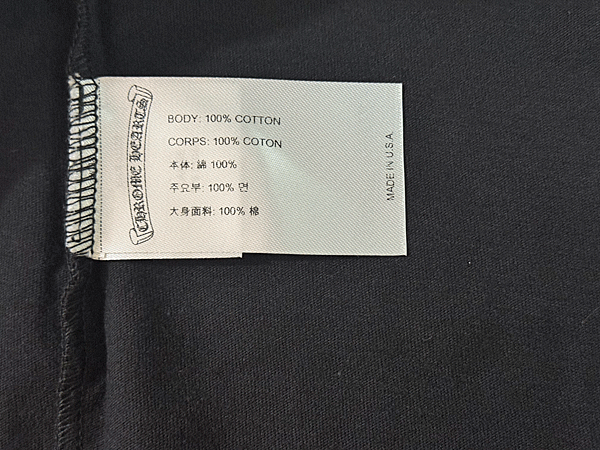 CHROME HEARTS
BODY: 100% COTTON
CORPS: 100% COTON
本体: 綿 100%
주요부: 100% 면
大身面料: 100% 棉
MADE IN U.S.A.